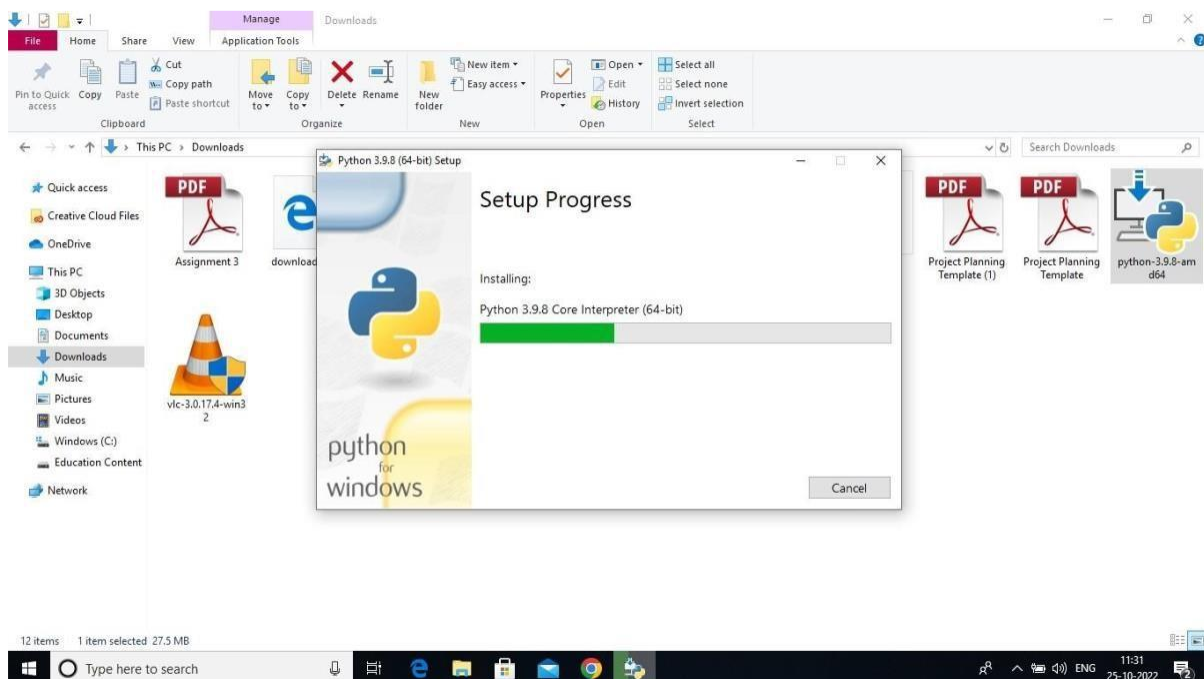 Manage
Downloads
File
Home
Share
View
Application Tools
Pin to Quick
access
Copy
Paste
Cut
Copy path
Paste shortcut
Clipboard
Move
to
Copy
to
Delete
Rename
Organize
New
folder
New item
Easy access
New
Properties
Open
Edit
History
Open
Select all
Select none
Invert selection
Select
This PC
Downloads
Search Downloads
Quick access
Creative Cloud Files
OneDrive
This PC
3D Objects
Desktop
Documents
Downloads
Music
Pictures
Videos
Windows (C:)
Education Content
Network
PDF
Assignment 3
download
vlc-3.0.17.4-win3
2
Python 3.9.8 (64-bit) Setup
Setup Progress
Installing:
Python 3.9.8 Core Interpreter (64-bit)
python
for
windows
Cancel
PDF
Project Planning
Template (1)
PDF
Project Planning
Template
python-3.9.8-am
d64
12 items
1 item selected 27.5 MB
Type here to search
ENG
11:31
25-10-2022
2